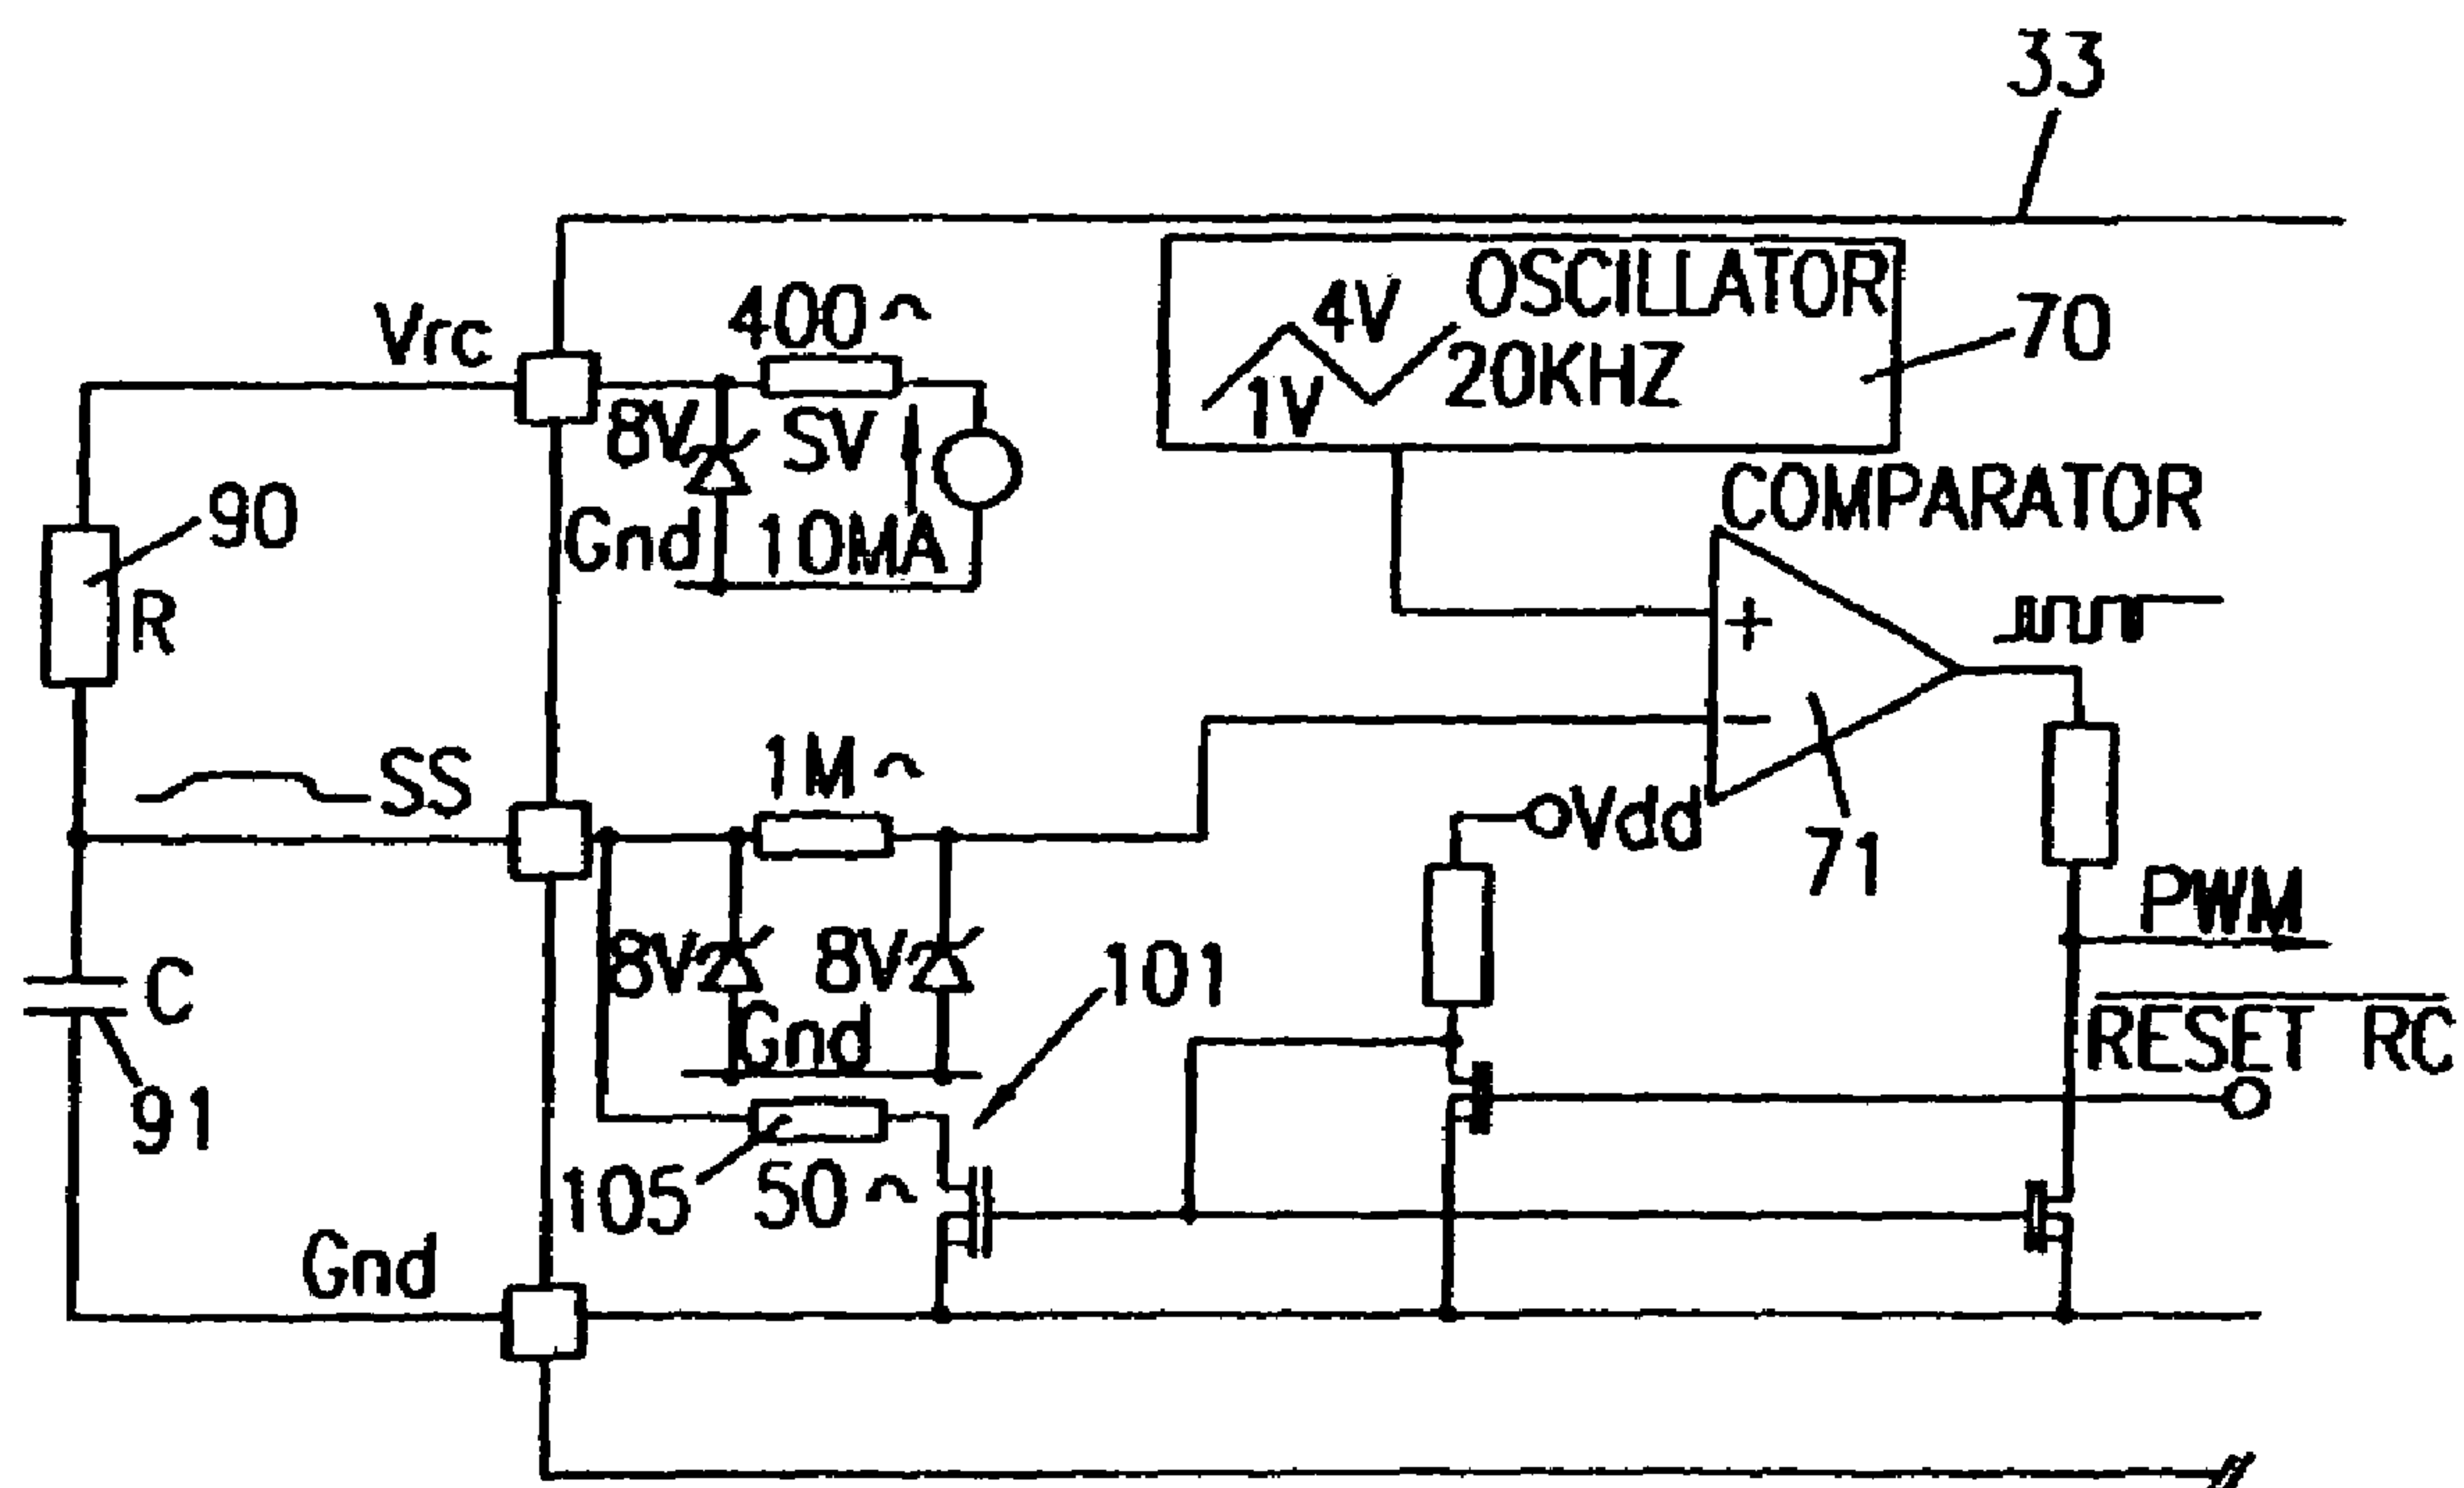 33
Vrc
400
OSCILLATOR
4V
1V
20KHZ
70
8V
SV
COMPARATOR
90
Gnd
10MA
R
+
SS
1M
-
Vdd
71
PWM
8V
8V
101
C
Gnd
RESET RC
91
105
50
Gnd